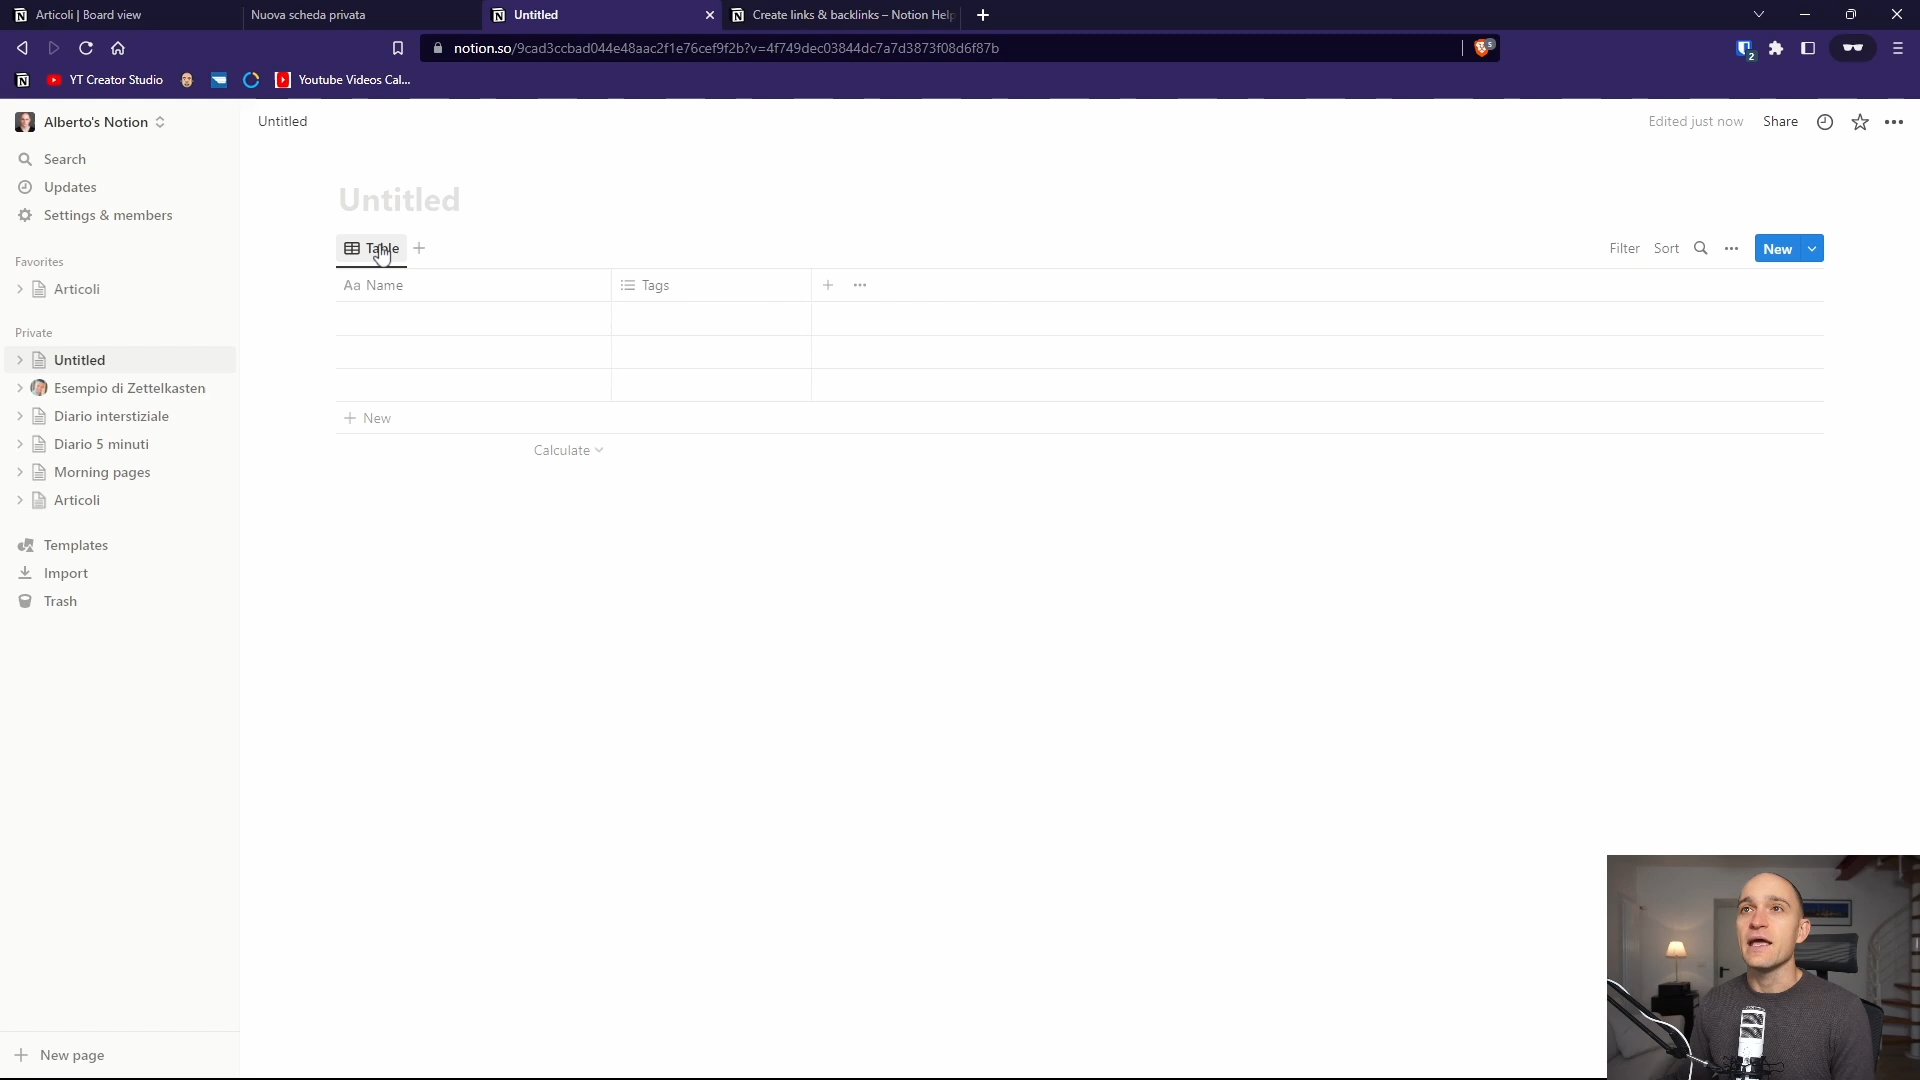 Articoli | Board view
Nuova scheda privata
Untitled
Create links & backlinks – Notion Help
notion.so/9cad3ccbad044e48aac2f1e76cef9f2b?v=4f749dec03844dc7a7d3873f08d6f87b
5
2
YT Creator Studio
Youtube Videos Cal...
Alberto's Notion
Untitled
Edited just now
Share
Search
Updates
Settings & members
Favorites
Articoli
Private
Untitled
Esempio di Zettelkasten
Diario interstiziale
Diario 5 minuti
Morning pages
Articoli
Templates
Import
Trash
New page
Untitled
Table
Filter
Sort
New
Aa Name
Tags
New
Calculate